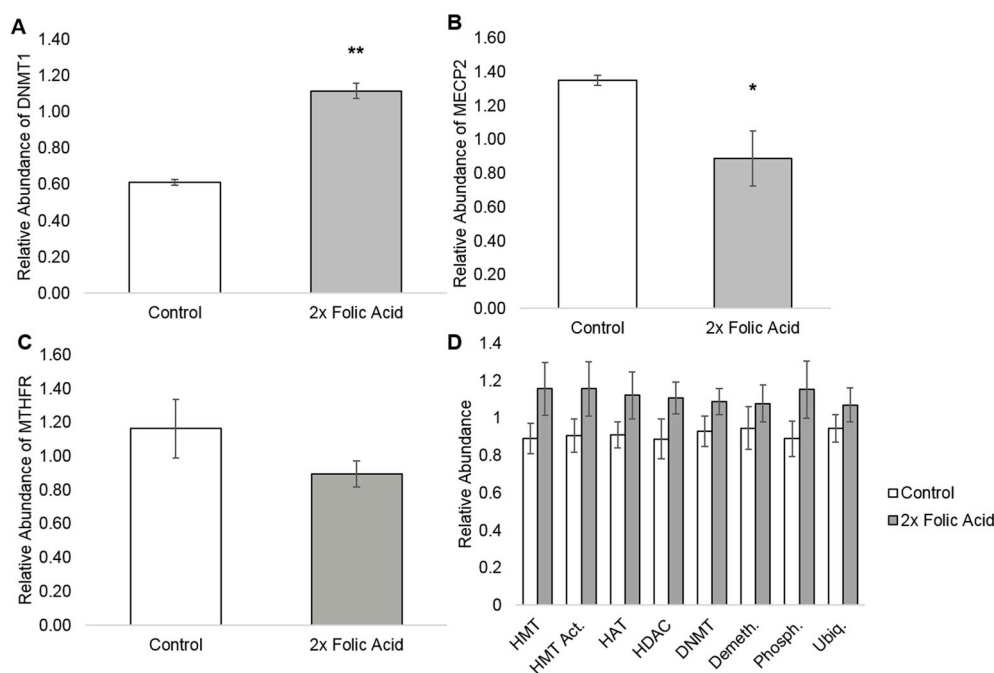 A
Relative Abundance of DNMT1
1.40
1.20
1.00
0.80
0.60
0.40
0.20
0.00
**
Control
2x Folic Acid
B
Relative Abundance of MECP2
1.60
1.40
1.20
1.00
0.80
0.60
0.40
0.20
0.00
*
Control
2x Folic Acid
C
Relative Abundance of MTHFR
1.60
1.40
1.20
1.00
0.80
0.60
0.40
0.20
0.00
Control
2x Folic Acid
D
Relative Abundance
1.4
1.2
1
0.8
0.6
0.4
0.2
0
HMT
HMT Act.
HAT
HDAC
DNMT
Demeth.
Phosph.
Ubiq.
Control
2x Folic Acid